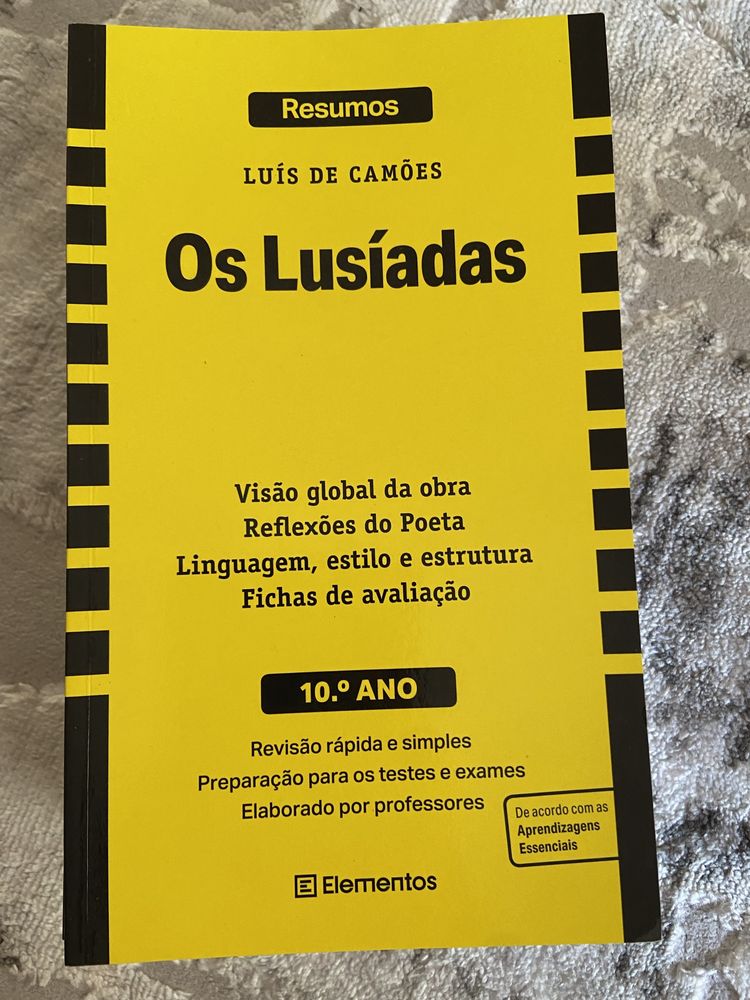 Resumos
LUÍS DE CAMÕES
Os Lusíadas
Visão global da obra
Reflexões do Poeta
Linguagem, estilo e estrutura
Fichas de avaliação
10.º ANO
Revisão rápida e simples
Preparação para os testes e exames
Elaborado por professores
De acordo com as
Aprendizagens
Essenciais
Elementos